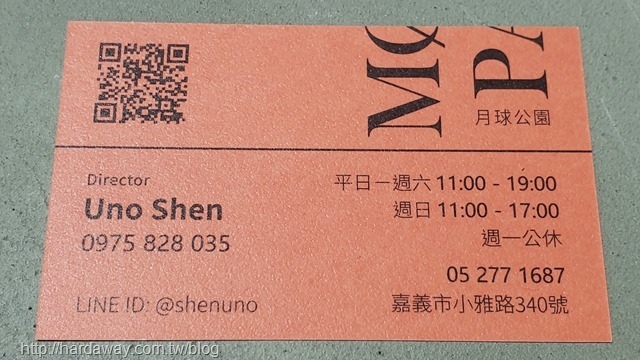 MO
PA
月球公園
Director
Uno Shen
0975 828 035
LINE ID: @shenuno
平日－週六 11:00 - 19:00
週日 11:00 - 17:00
週一公休
05 277 1687
嘉義市小雅路340號
http://hardaway.com.tw/blog